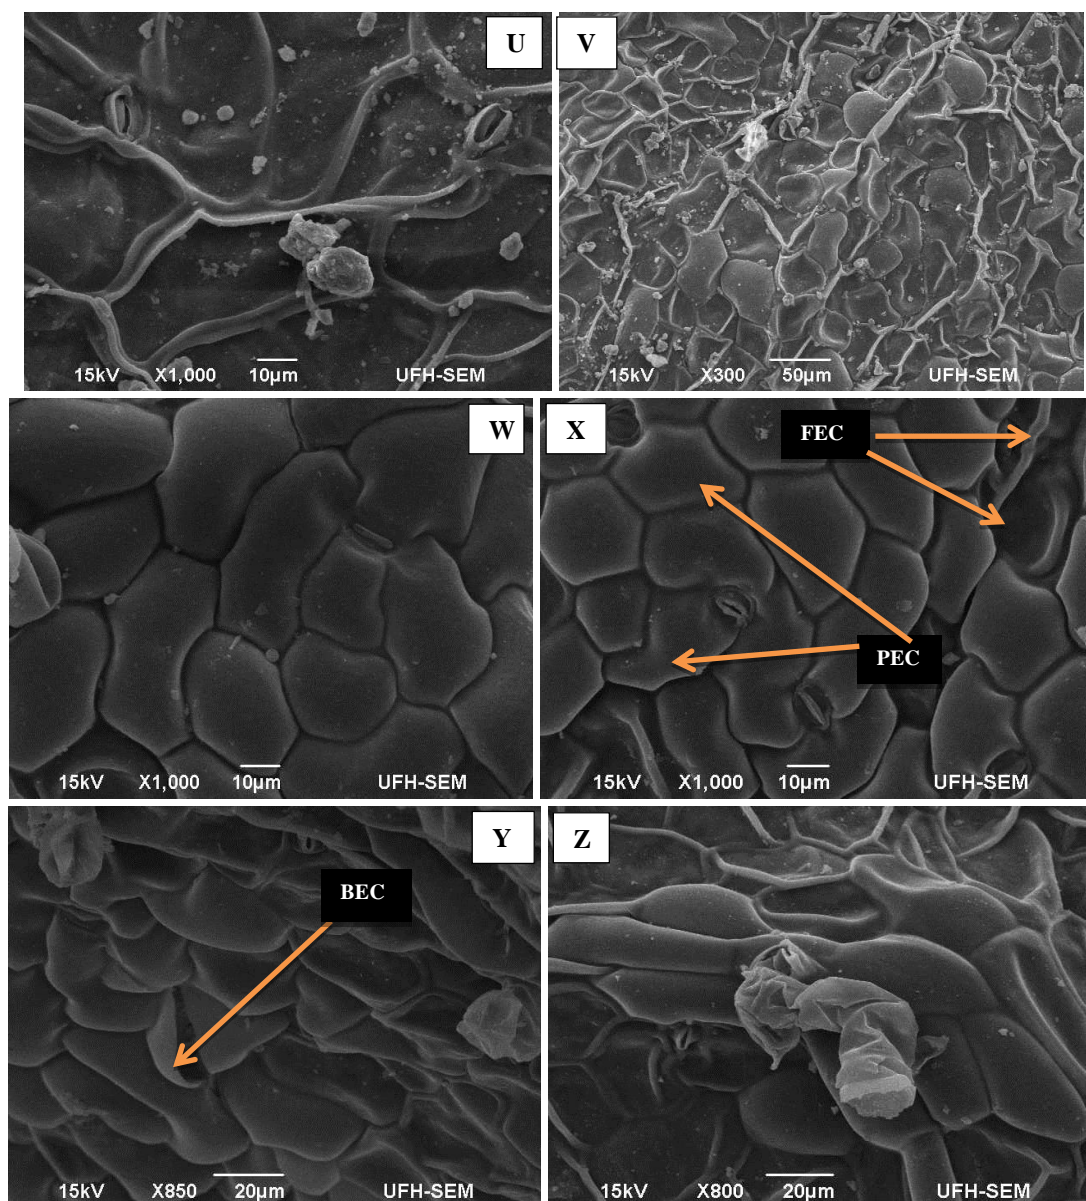 U
V
15kV X1,000 10µm UFH-SEM
15kV X300 50µm UFH-SEM
W
X
FEC
PEC
15kV X1,000 10µm UFH-SEM
15kV X1,000 10µm UFH-SEM
Y
Z
BEC
15kV X850 20µm UFH-SEM
15kV X800 20µm UFH-SEM